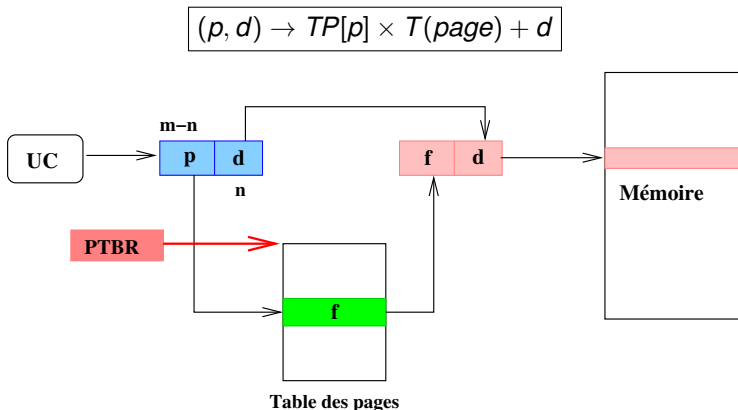 (p, d) → TP[p] × T(page) + d
m−n
UC
p d
f d
n
Mémoire
PTBR
f
Table des pages